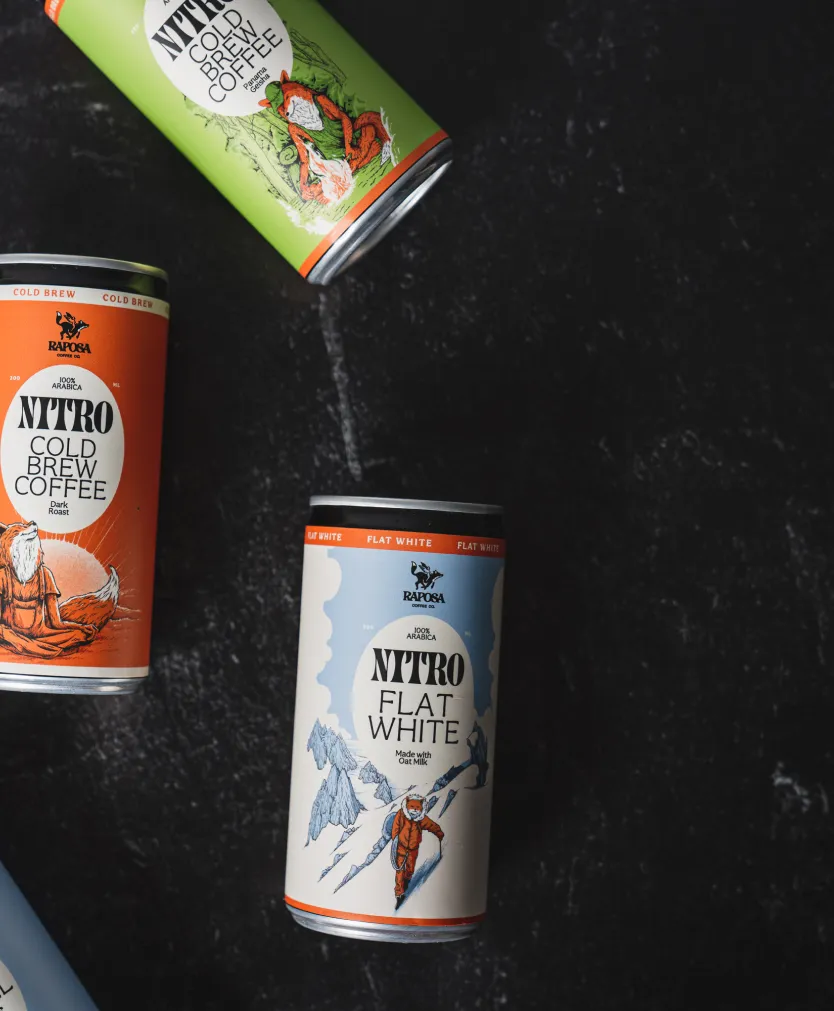 NITRO
COLD
BREW
COFFEE
Panama
Geisha
COLD BREW COLD BREW
RAPOSA
COFFEE CO.
100%
ARABICA
NITRO
COLD
BREW
COFFEE
Dark
Roast
FLAT WHITE FLAT WHITE FLAT WHITE
RAPOSA
COFFEE CO.
100%
ARABICA
NITRO
FLAT
WHITE
Made with
Oat Milk